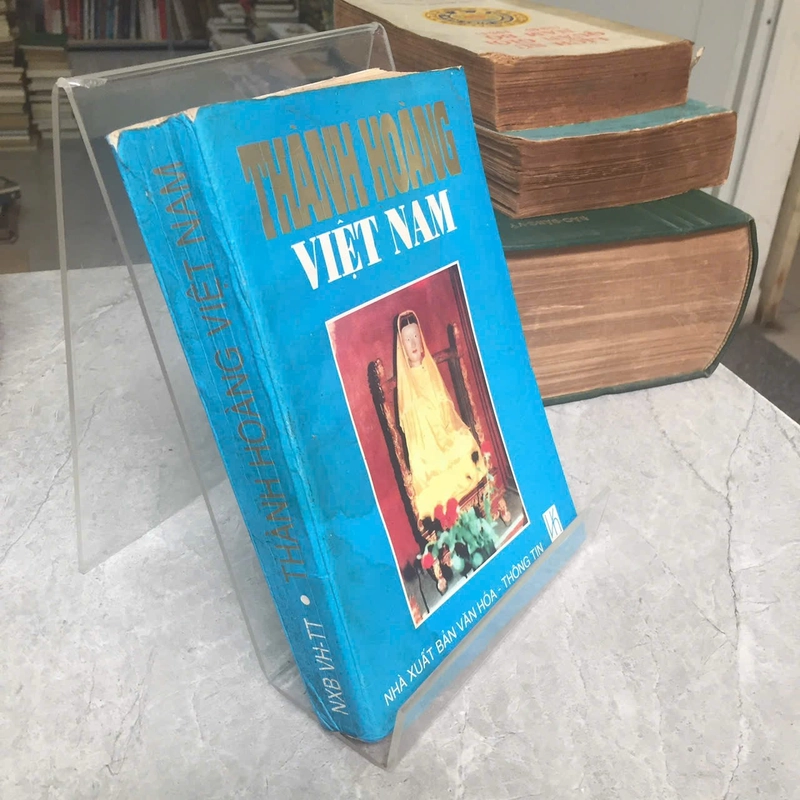 THÀNH HOÀNG
VIỆT NAM
NHÀ XUẤT BẢN VĂN HÓA - THÔNG TIN
NXB VH-TT • THÀNH HOÀNG VIỆT NAM